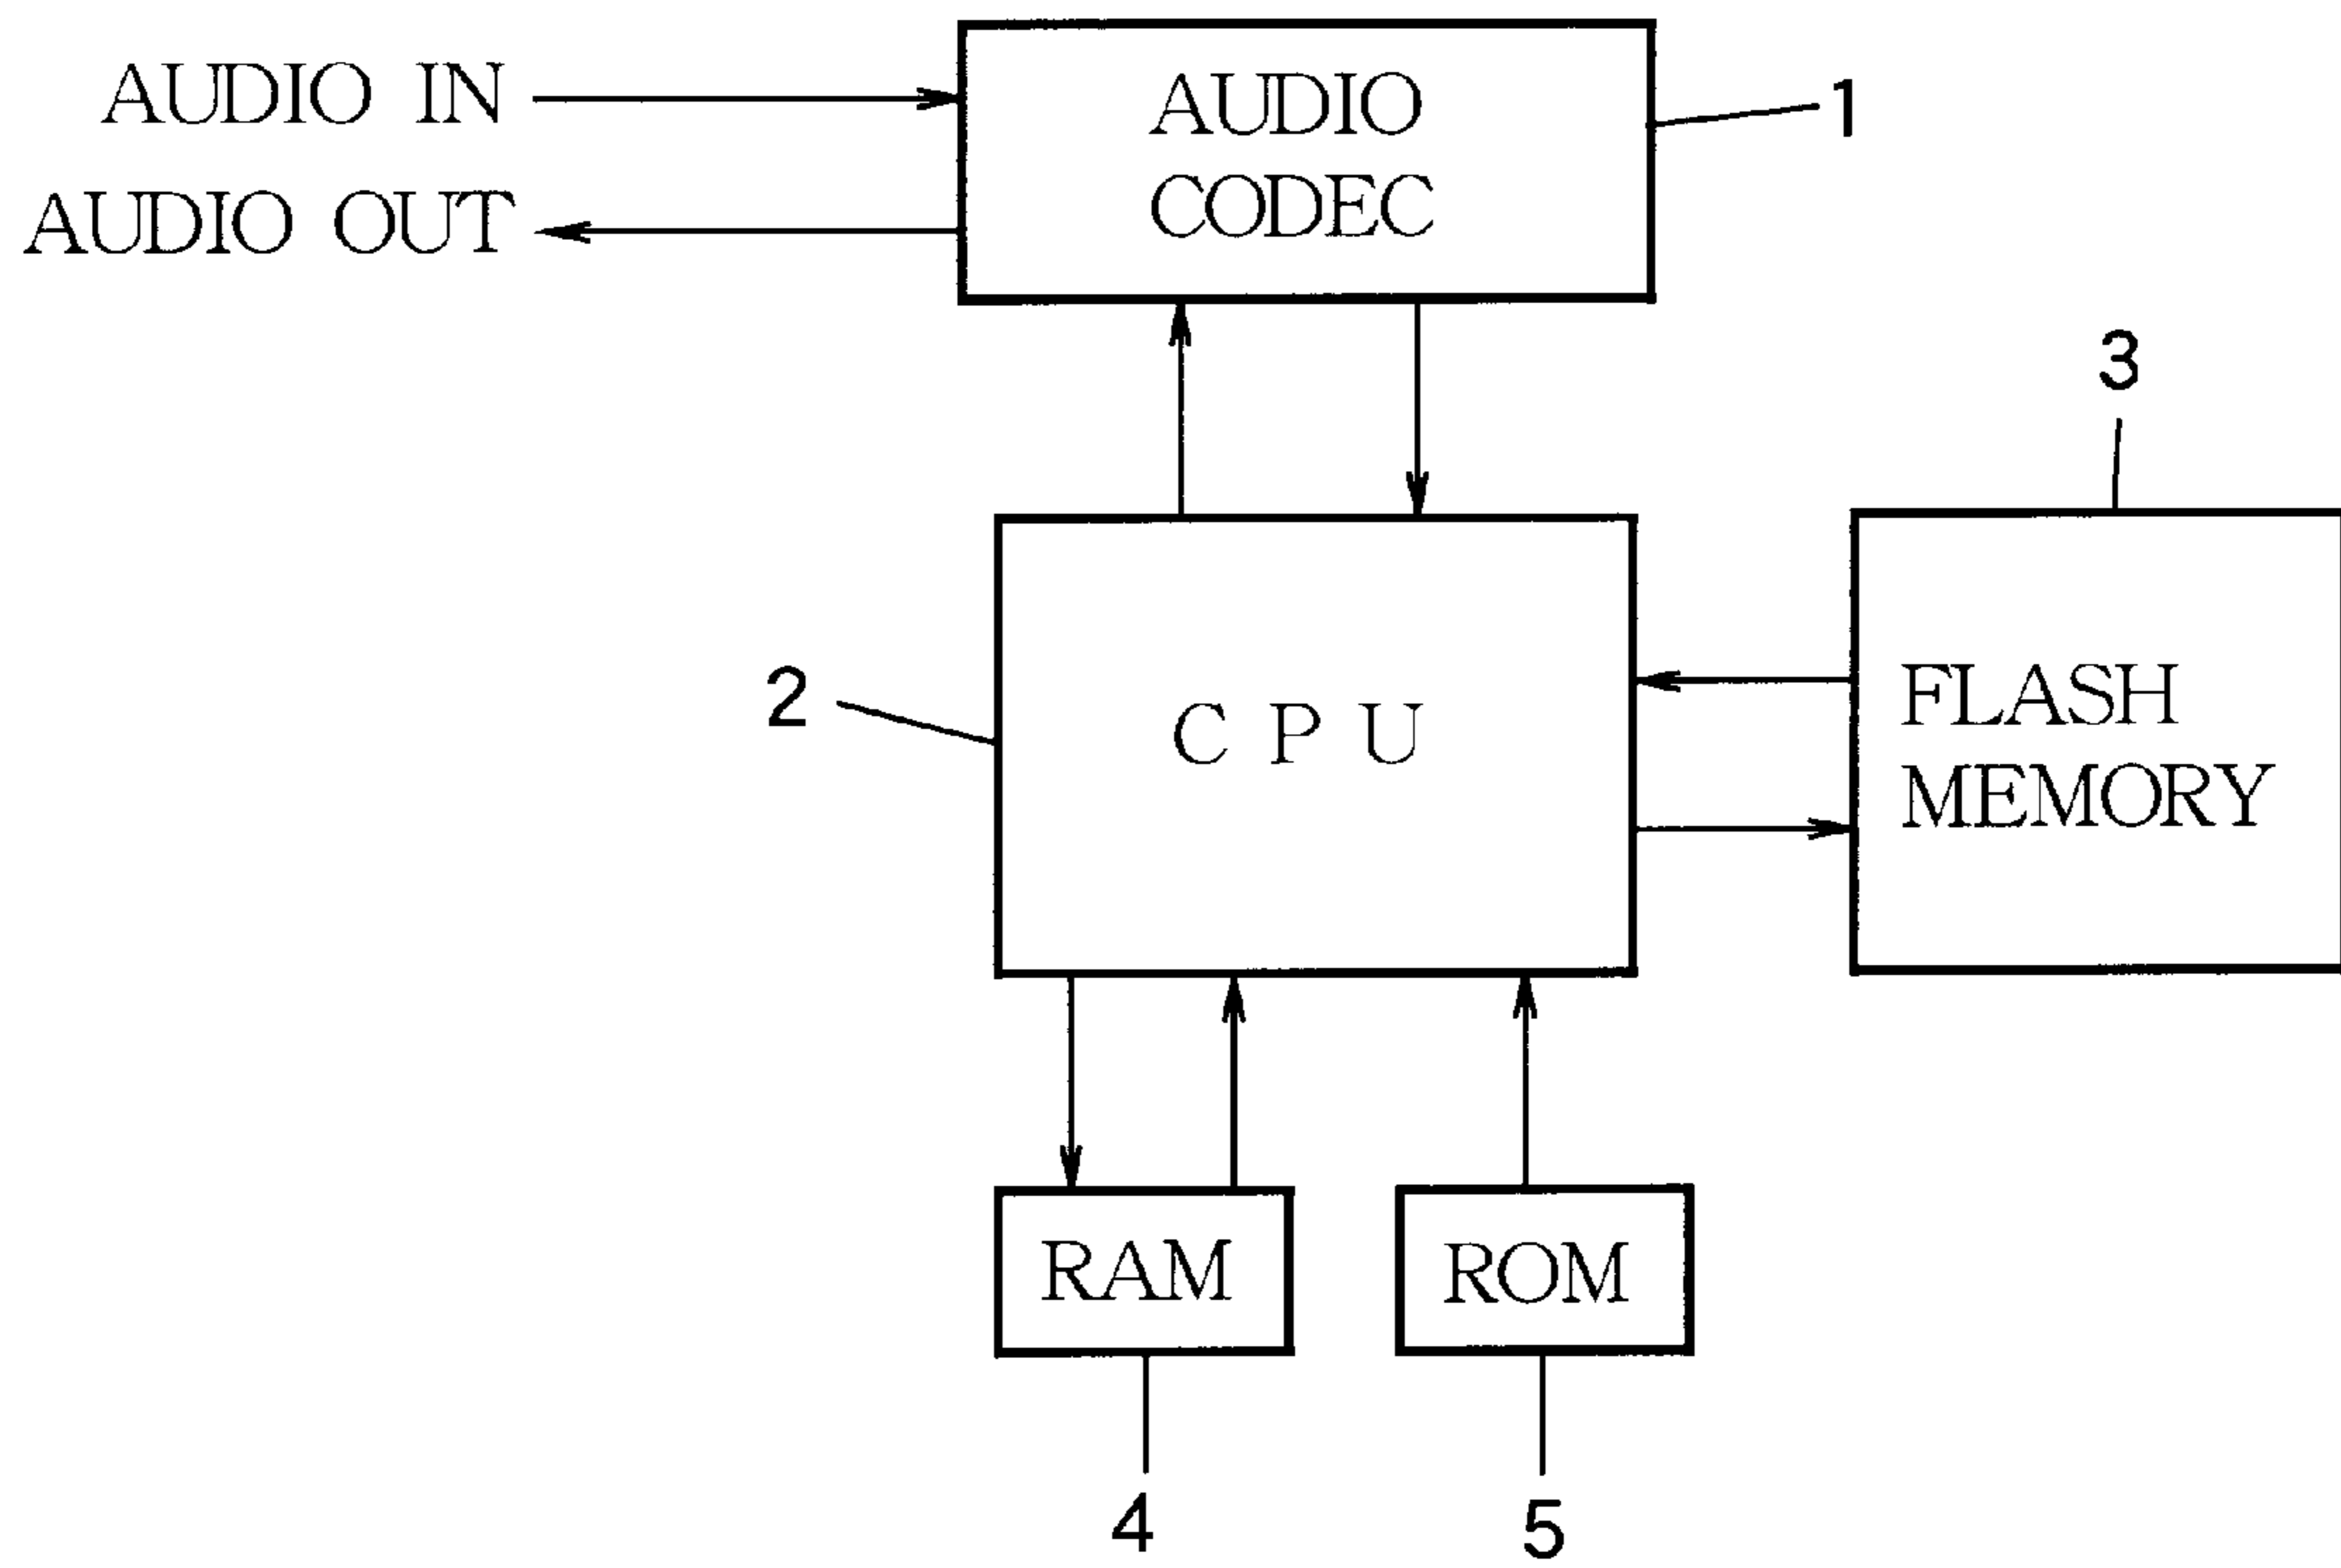 AUDIO IN
AUDIO OUT
AUDIO
CODEC
1
3
2
C P U
FLASH
MEMORY
RAM
ROM
4
5